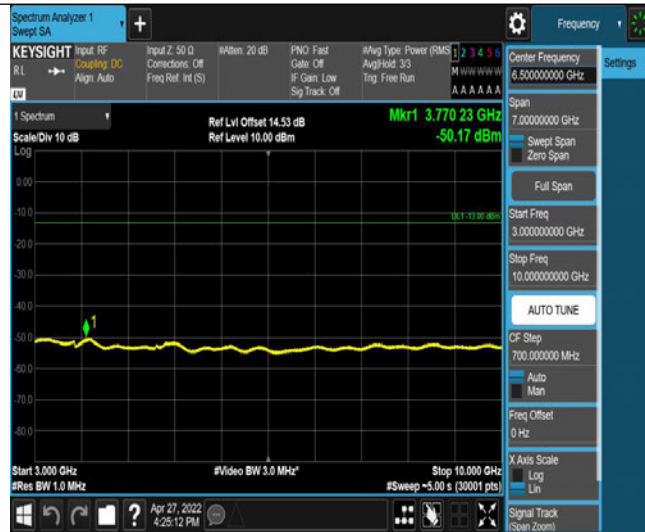 Spectrum Analyzer 1
Swept SA
+
Frequency
KEYSIGHT
RL
Input: RF
Coupling: DC
Align: Auto
Input Z: 50 Ω
Corrections: Off
Freq Ref: Int (S)
#Atten: 20 dB
PNO: Fast
Gate: Off
IF Gain: Low
Sig Track: Off
#Avg Type: Power (RMS
Avg|Hold: 3/3
Trig: Free Run
1 2 3 4 5 6
M W W W W W
A A A A A A
LW
1 Spectrum
Scale/Div 10 dB
Log
Ref Lvl Offset 14.53 dB
Ref Level 10.00 dBm
Mkr1 3.770 23 GHz
-50.17 dBm
0.00
-10.0
DL1 -13.00 dBm
-20.0
-30.0
-40.0
1
-50.0
-60.0
-70.0
-80.0
Start 3.000 GHz
#Res BW 1.0 MHz
#Video BW 3.0 MHz*
Stop 10.000 GHz
#Sweep ~5.00 s (30001 pts)
Center Frequency
6.500000000 GHz
Settings
Span
7.00000000 GHz
Swept Span
Zero Span
Full Span
Start Freq
3.000000000 GHz
Stop Freq
10.000000000 GHz
AUTO TUNE
CF Step
700.000000 MHz
Auto
Man
Freq Offset
0 Hz
X Axis Scale
Log
Lin
Signal Track
(Span Zoom)
?
Apr 27, 2022
4:25:12 PM